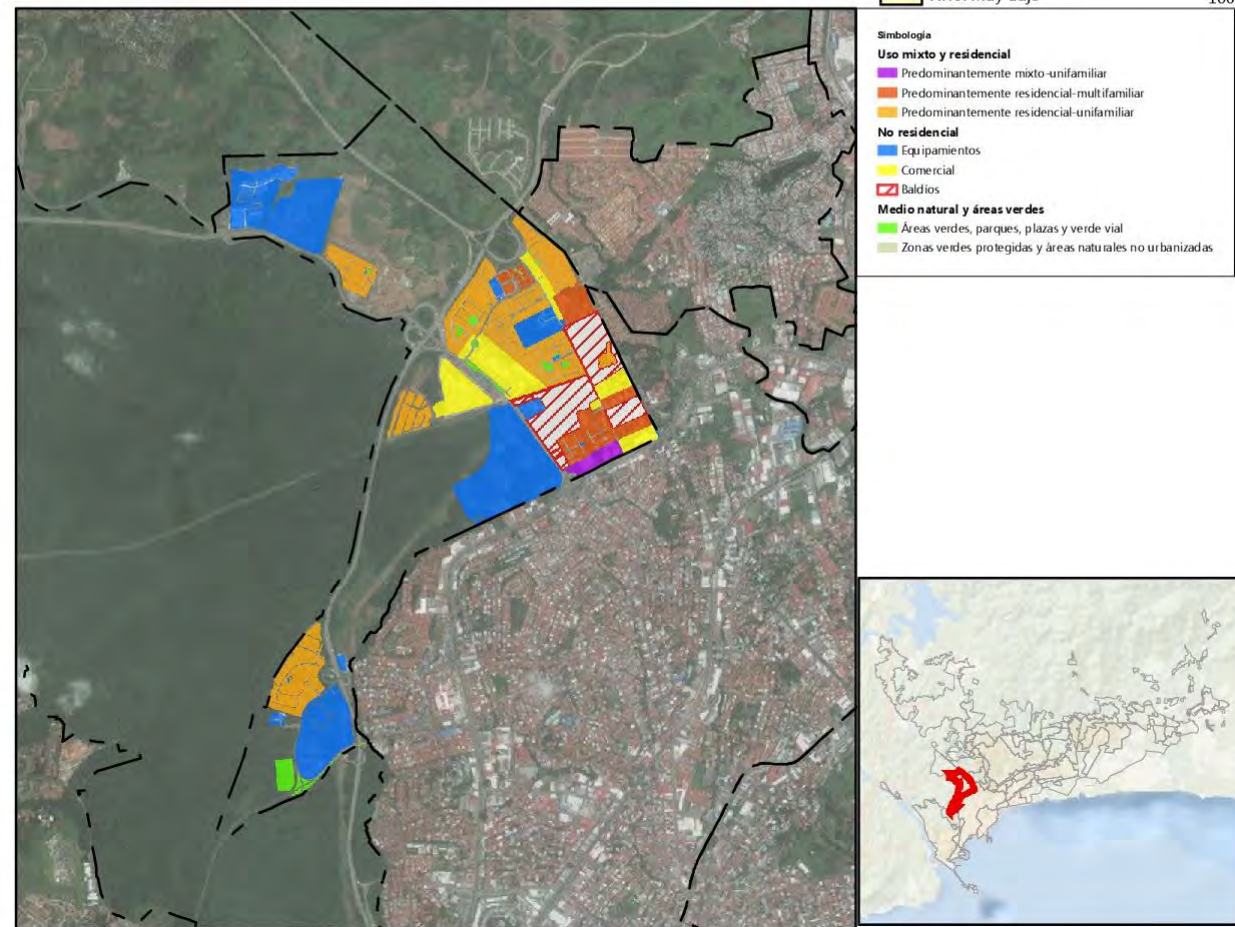 Simbología
Uso mixto y residencial
Predominantemente mixto-unifamiliar
Predominantemente residencial-multifamiliar
Predominantemente residencial-unifamiliar
No residencial
Equipamientos
Comercial
Baldíos
Medio natural y áreas verdes
Áreas verdes, parques, plazas y verde vial
Zonas verdes protegidas y áreas naturales no urbanizadas